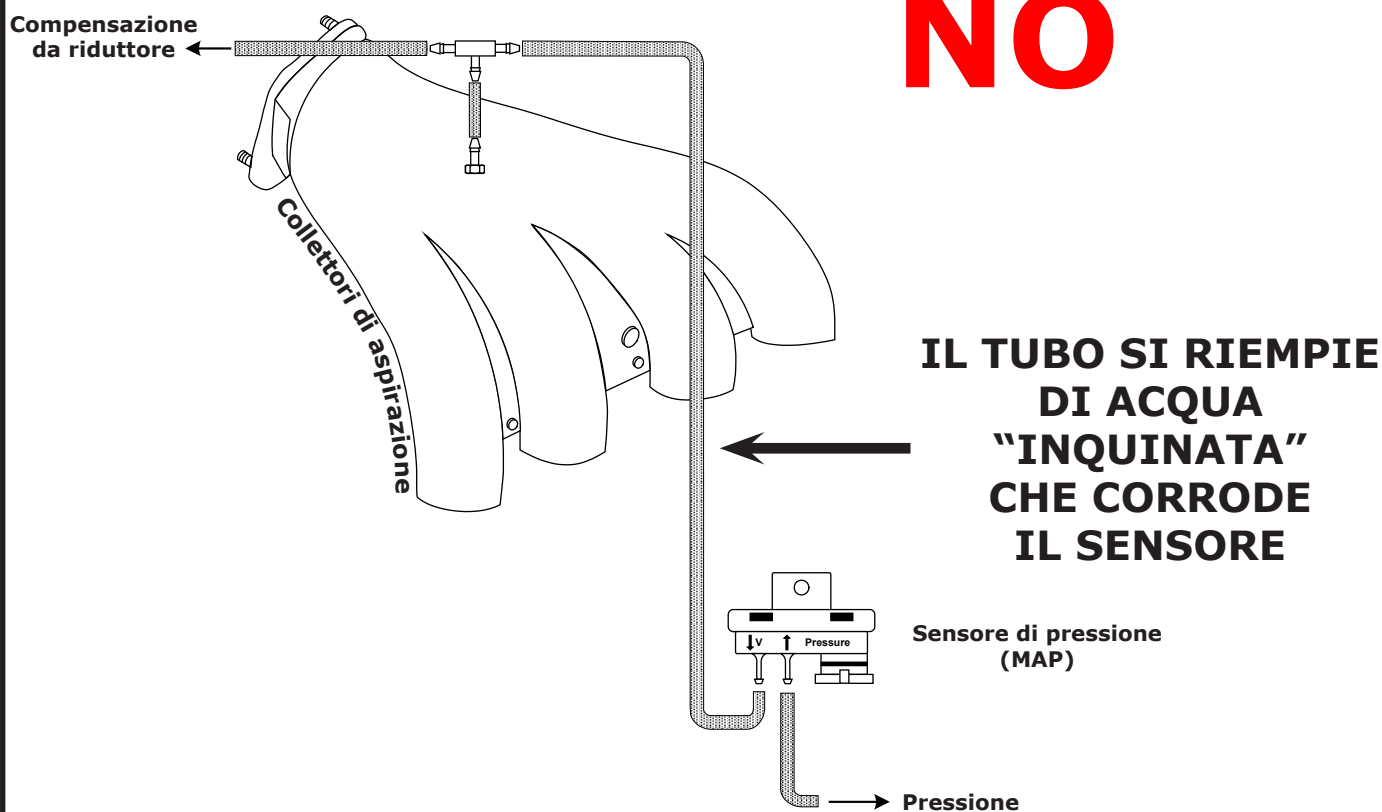 Compensazione
da riduttore
NO
Collettori di aspirazione
IL TUBO SI RIEMPIE
DI ACQUA
“INQUINATA”
CHE CORRODE
IL SENSORE
V Pressure
Sensore di pressione
(MAP)
Pressione